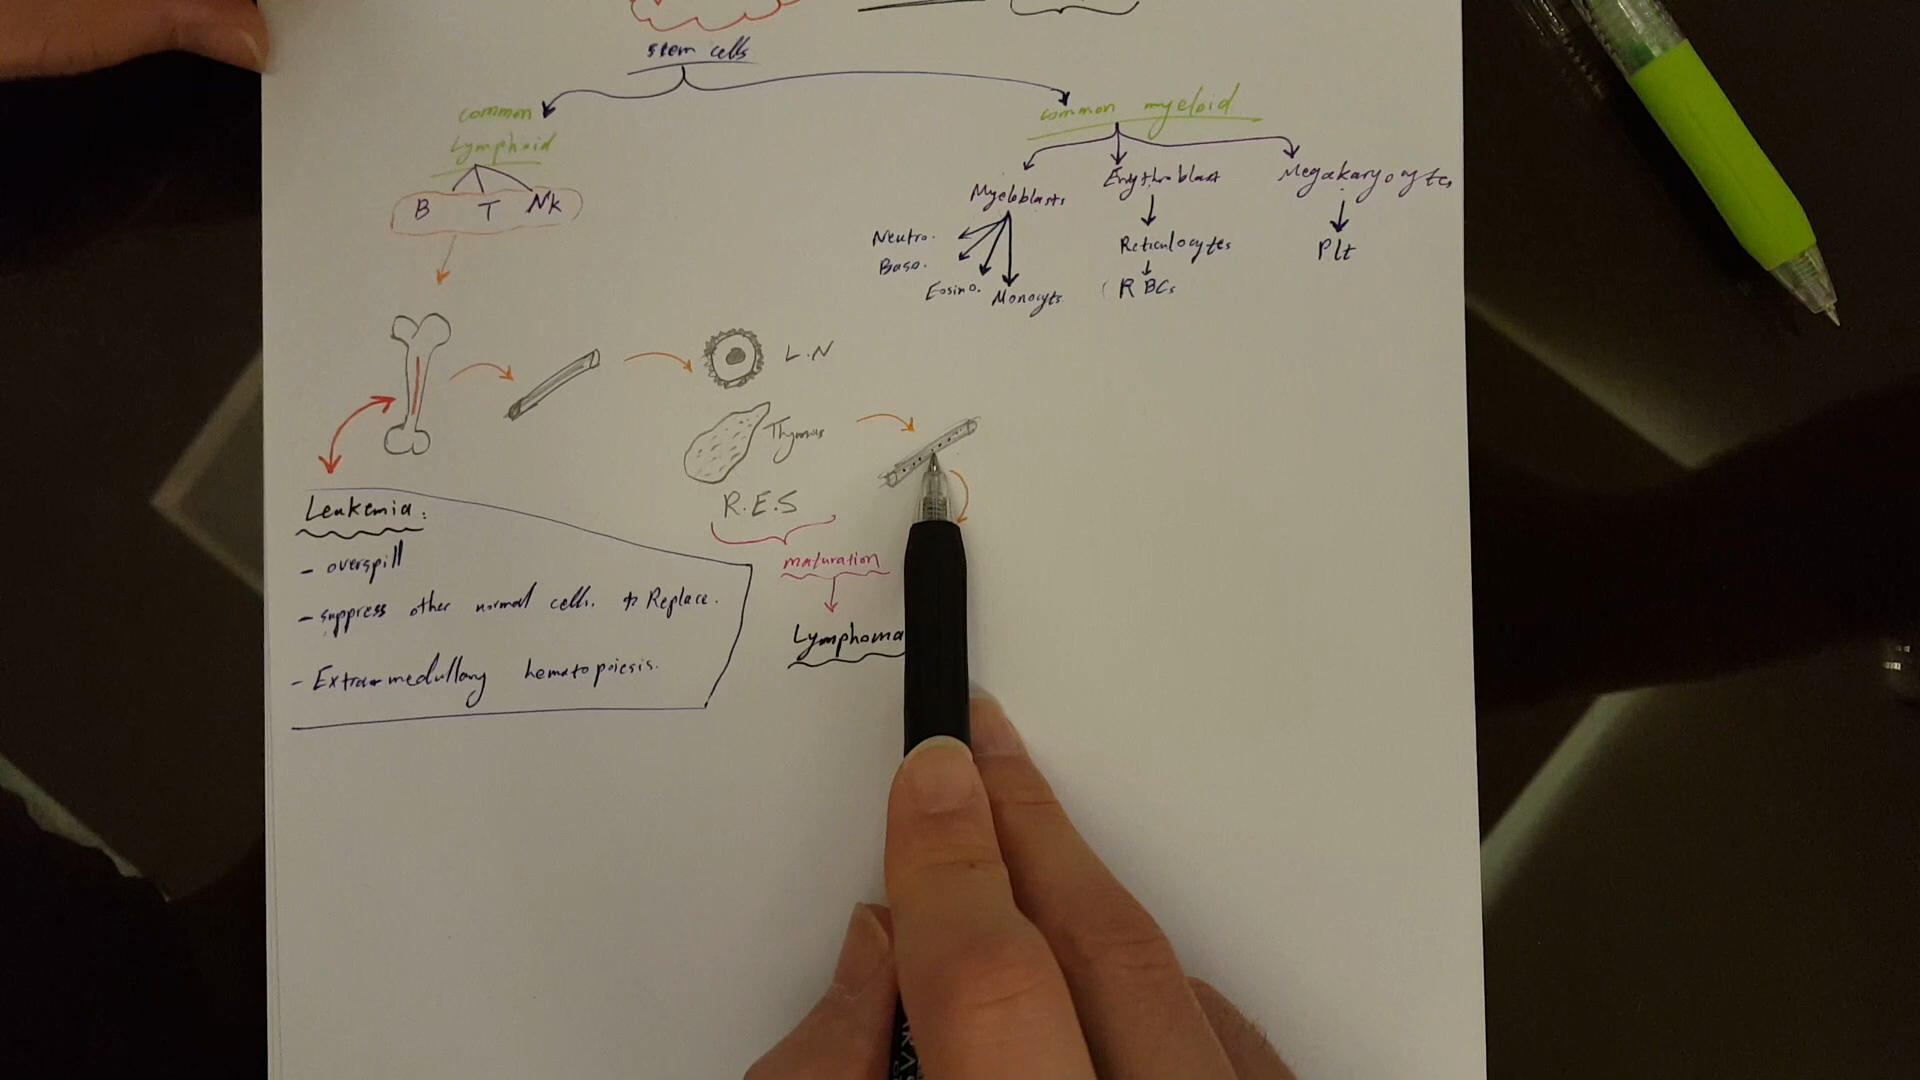 stem cells
common
Lymphoid
common myeloid
B T NK
Myeloblasts
Erythroblast
Megakaryocytes
Neutro.
Baso.
Eosino.
Monocyts
Reticulocytes
RBCs
Plt
L.N
Thymus
R.E.S
maturation
Lymphoma
Leukemia:
- overspill
- suppress other normal cells. Replace.
- Extramedullary hematopoiesis.